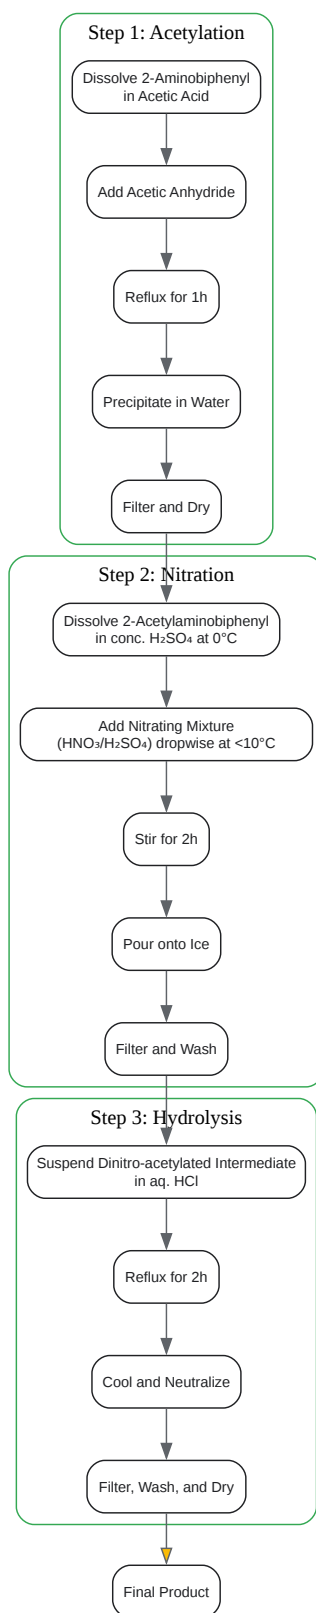 Step 1: Acetylation
Dissolve 2-Aminobiphenyl
in Acetic Acid
Add Acetic Anhydride
Reflux for 1h
Precipitate in Water
Filter and Dry
Step 2: Nitration
Dissolve 2-Acetylaminobiphenyl
in conc. H₂SO₄ at 0°C
Add Nitrating Mixture
(HNO₃/H₂SO₄) dropwise at <10°C
Stir for 2h
Pour onto Ice
Filter and Wash
Step 3: Hydrolysis
Suspend Dinitro-acetylated Intermediate
in aq. HCl
Reflux for 2h
Cool and Neutralize
Filter, Wash, and Dry
Final Product